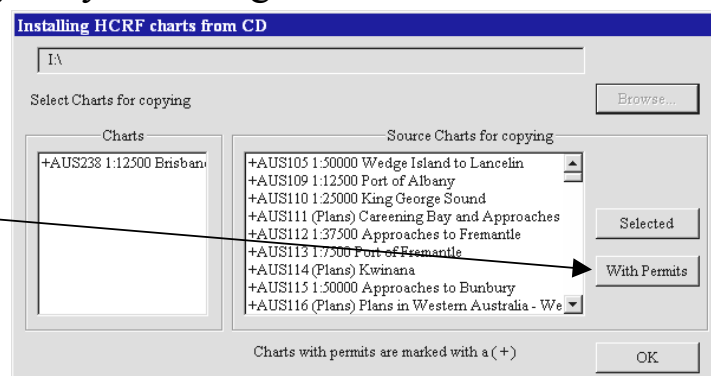 Installing HCRF charts from CD
I:\
Select Charts for copying
Browse...
Charts
Source Charts for copying
+AUS238 1:12500 Brisban
+AUS105 1:50000 Wedge Island to Lancelin
+AUS109 1:12500 Port of Albany
+AUS110 1:25000 King George Sound
+AUS111 (Plans) Careening Bay and Approaches
+AUS112 1:37500 Approaches to Fremantle
+AUS113 1:7500 Port of Fremantle
+AUS114 (Plans) Kwinana
+AUS115 1:50000 Approaches to Bunbury
+AUS116 (Plans) Plans in Western Australia - We
Selected
With Permits
Charts with permits are marked with a (+)
OK